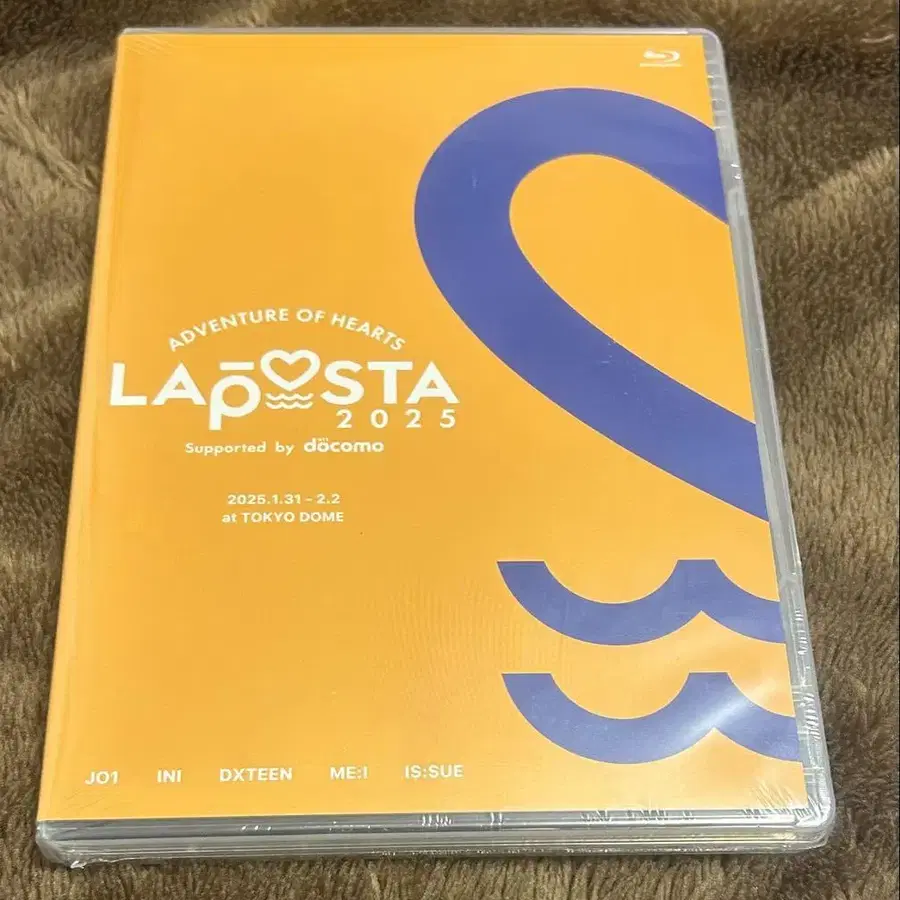 ADVENTURE OF HEARTS
LAPOSTA
2025
Supported by döcomo
2025.1.31 – 2.2
at TOKYO DOME
JO1 INI DXTEEN ME:I IS:SUE